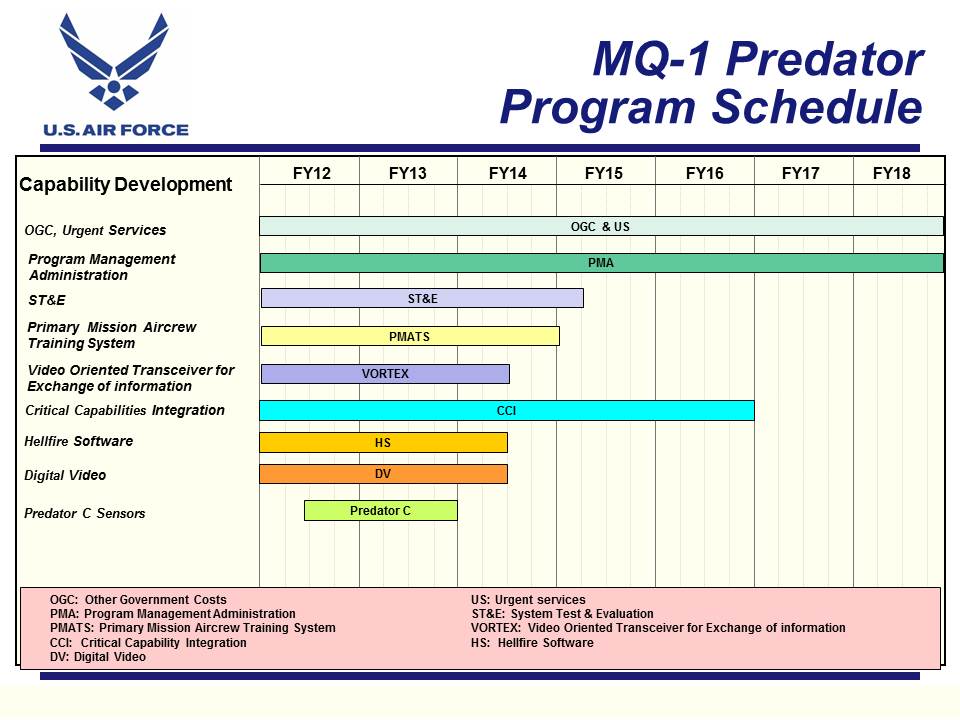 U.S. AIR FORCE
MQ-1 Predator
Program Schedule
Capability Development
FY12 FY13 FY14 FY15 FY16 FY17 FY18
OGC, Urgent Services
OGC & US
Program Management
Administration
PMA
ST&E
ST&E
Primary Mission Aircrew
Training System
PMATS
Video Oriented Transceiver for
Exchange of information
VORTEX
Critical Capabilities Integration
CCI
Hellfire Software
HS
Digital Video
DV
Predator C Sensors
Predator C
OGC: Other Government Costs
PMA: Program Management Administration
PMATS: Primary Mission Aircrew Training System
CCI: Critical Capability Integration
DV: Digital Video
US: Urgent services
ST&E: System Test & Evaluation
VORTEX: Video Oriented Transceiver for Exchange of information
HS: Hellfire Software